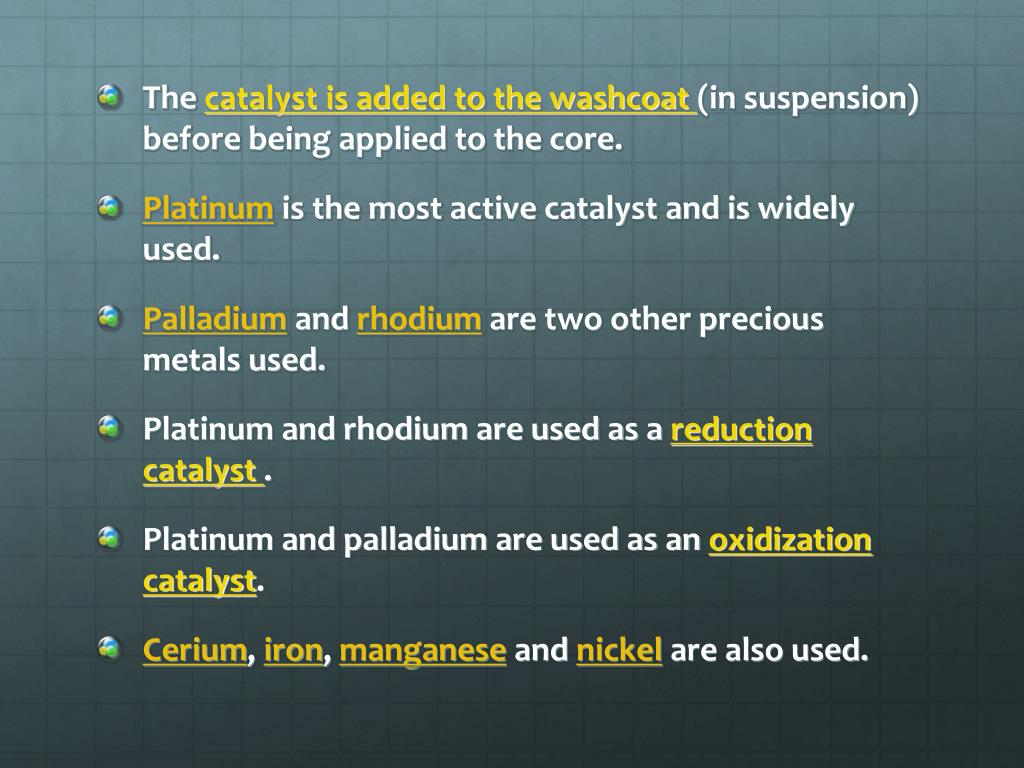 The catalyst is added to the washcoat (in suspension)
before being applied to the core.
Platinum is the most active catalyst and is widely
used.
Palladium and rhodium are two other precious
metals used.
Platinum and rhodium are used as a reduction
catalyst .
Platinum and palladium are used as an oxidization
catalyst.
Cerium, iron, manganese and nickel are also used.